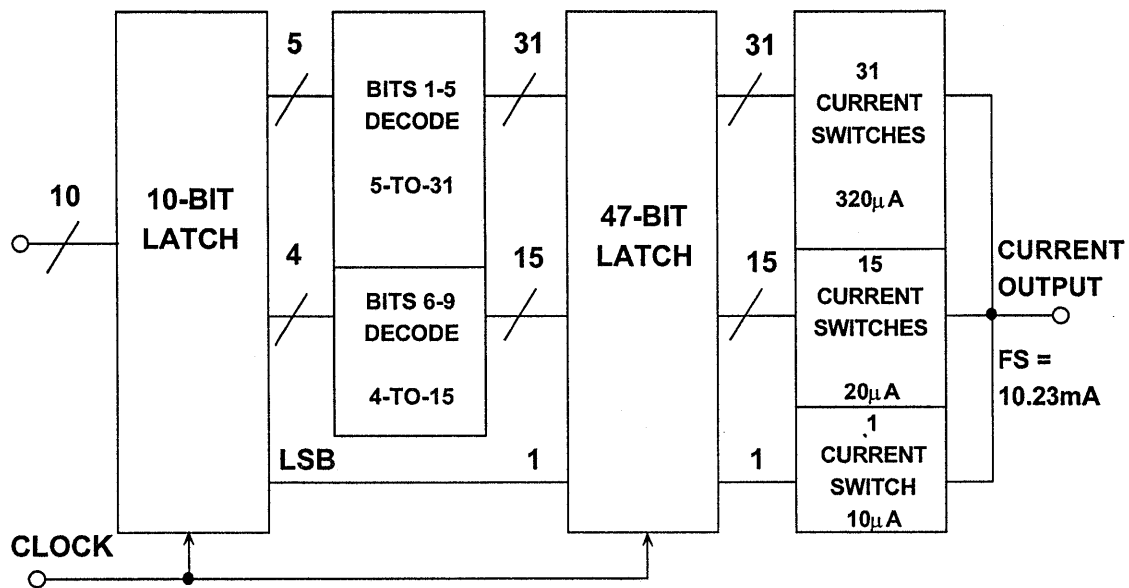 5
31
31
BITS 1-5
DECODE
5-TO-31
31
CURRENT
SWITCHES
320µA
10
10-BIT
LATCH
47-BIT
LATCH
4
15
15
BITS 6-9
DECODE
4-TO-15
15
CURRENT
SWITCHES
20µA
CURRENT
OUTPUT
FS =
10.23mA
LSB
1
1
1
CURRENT
SWITCH
10µA
CLOCK